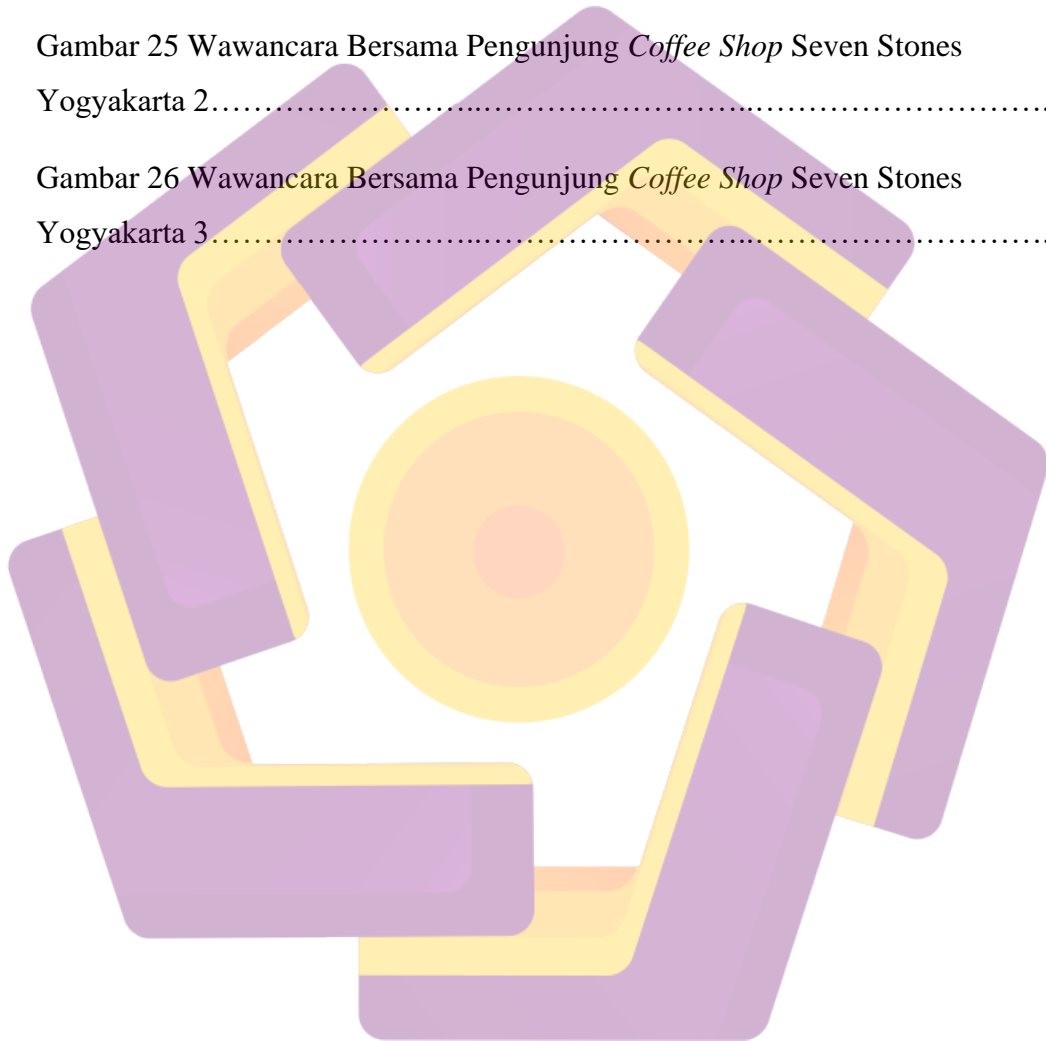 Gambar 25 Wawancara Bersama Pengunjung Coffee Shop Seven Stones
Yogyakarta 2……………………..……………………..………………………….
Gambar 26 Wawancara Bersama Pengunjung Coffee Shop Seven Stones
Yogyakarta 3……………………..……………………..………………………….